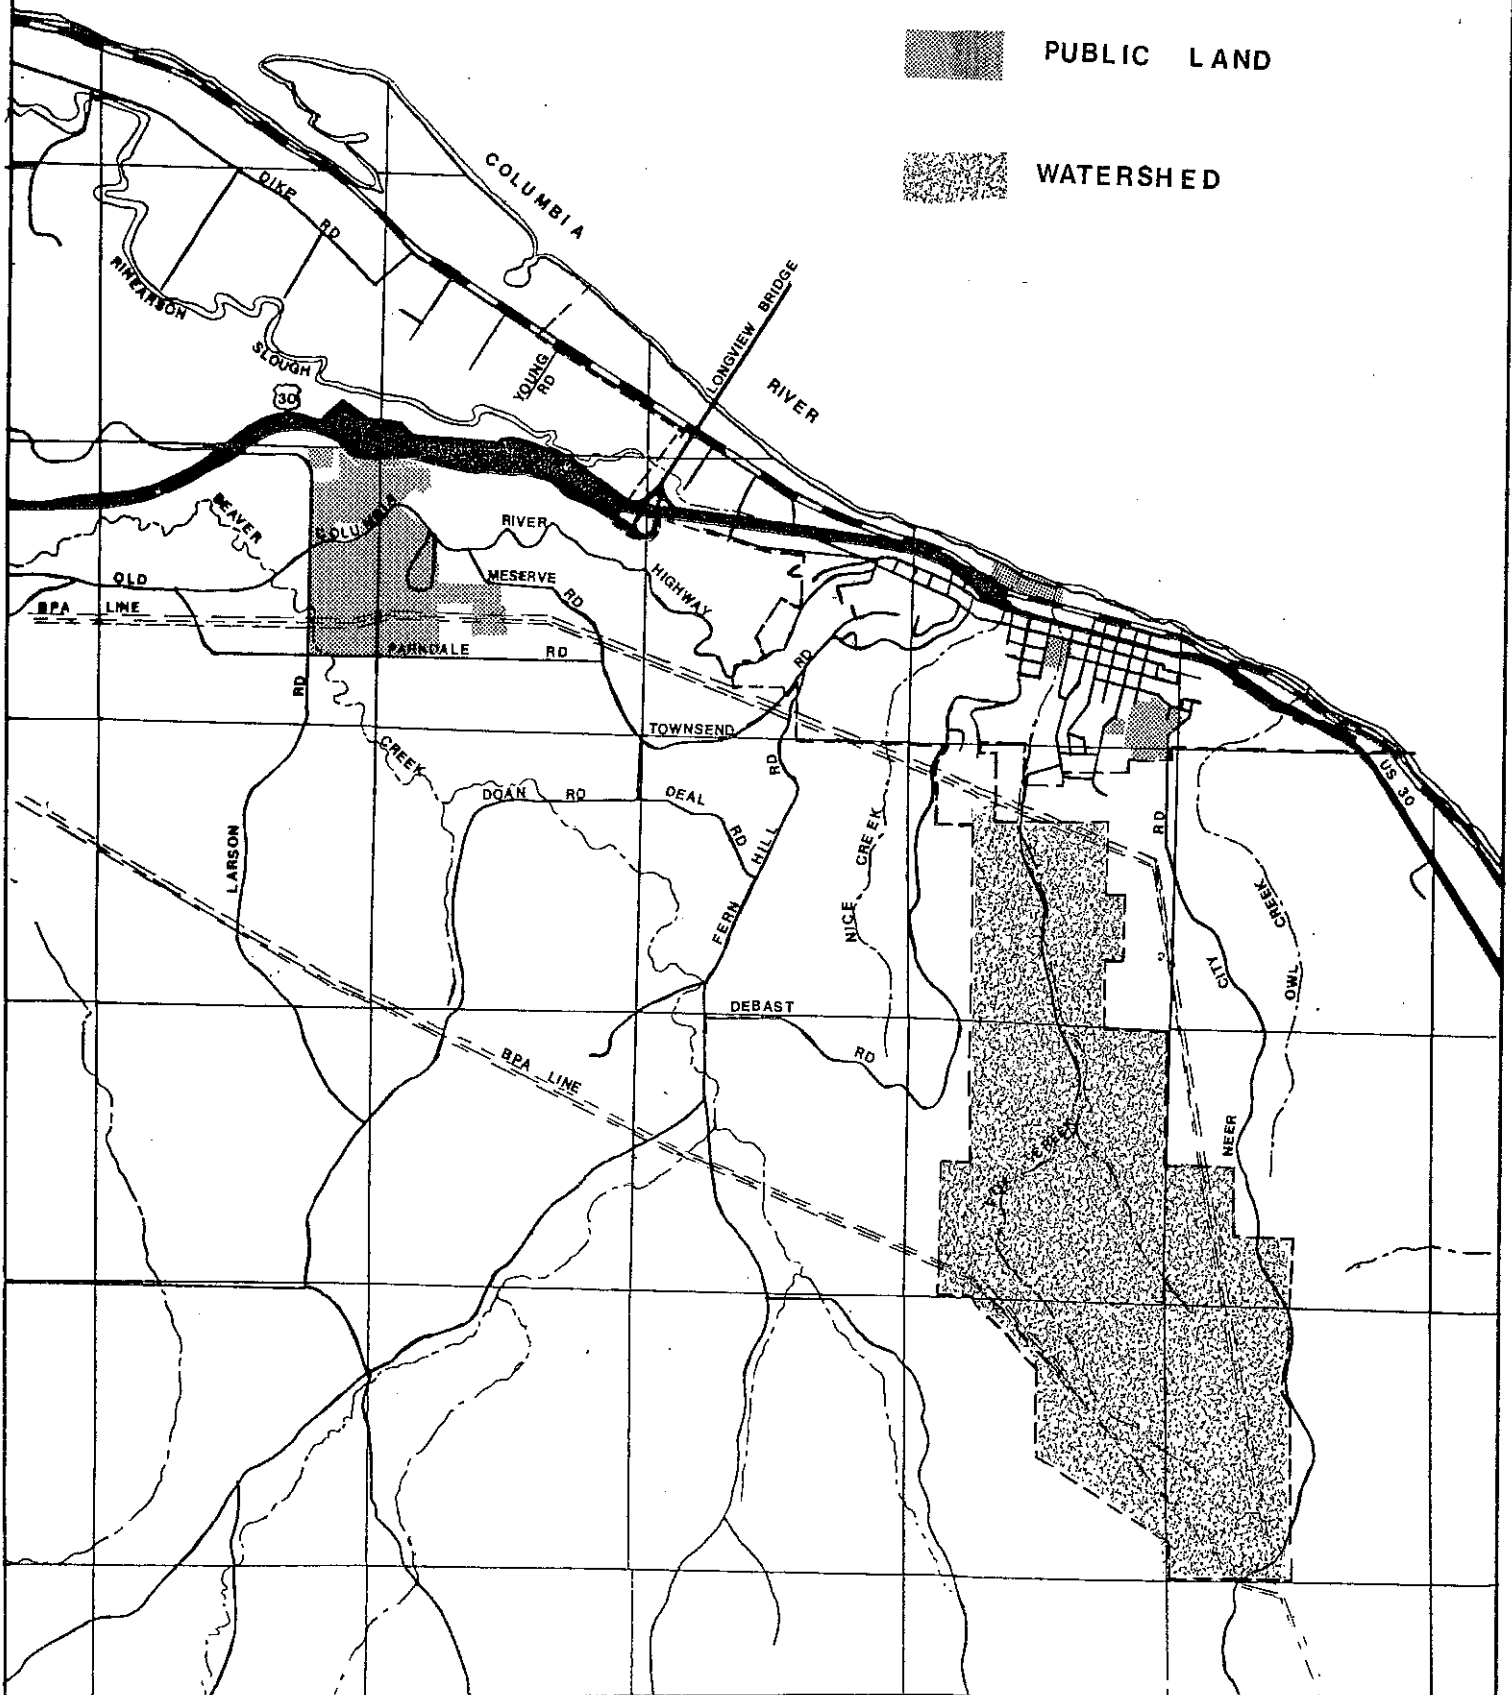 PUBLIC LAND
WATERSHED
COLUMBIA
DIKE
RD
RINEARSON
SLOUGH
LONGVIEW BRIDGE
YOUNG
RD
RIVER
30
BEAVER
COLUMBIA
RIVER
HIGHWAY
OLD
MESERVE
RD
BPA LINE
PARKDALE
RD
RD
RD
TOWNSEND
CREEK
RD
US 30
DOAN RD
DEAL
RD
HILL
LARSON
FERN
NICE CREEK
RD
CREEK
OWL
CITY
DEBAST
RD
BPA LINE
NEER
CREEK
FOX